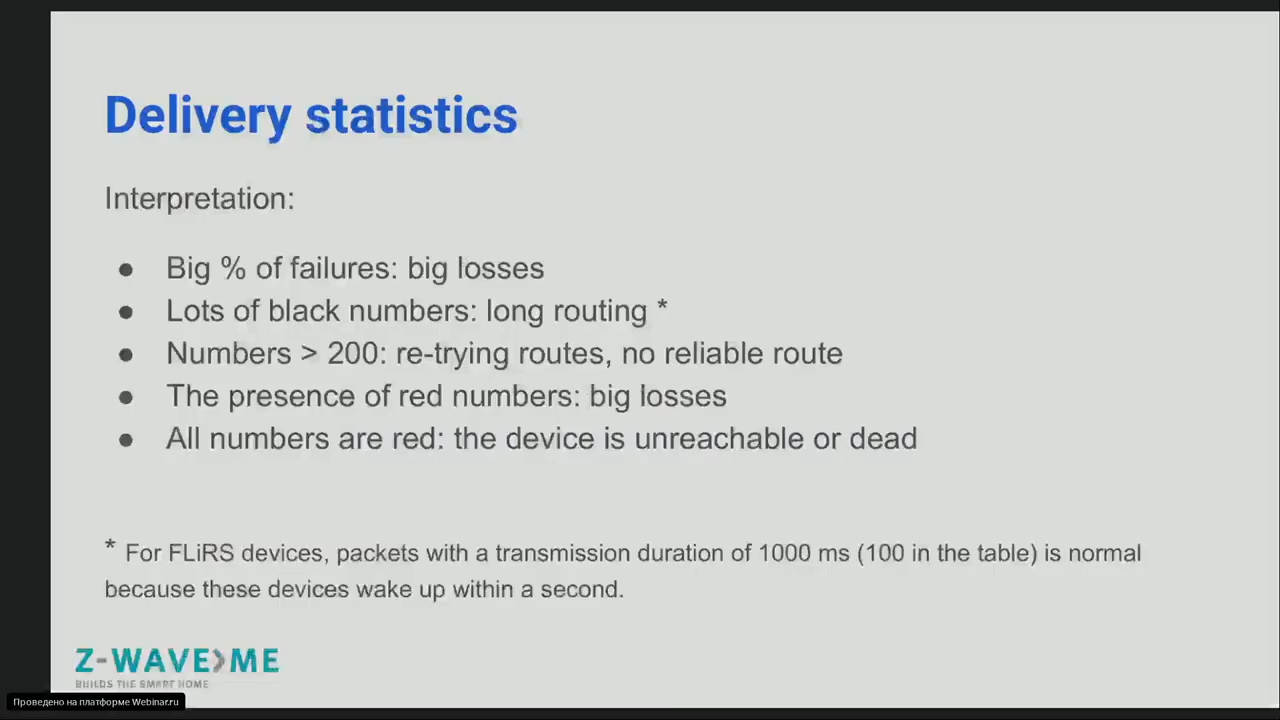 Delivery statistics
Interpretation:
● Big % of failures: big losses
● Lots of black numbers: long routing *
● Numbers > 200: re-trying routes, no reliable route
● The presence of red numbers: big losses
● All numbers are red: the device is unreachable or dead
* For FLiRS devices, packets with a transmission duration of 1000 ms (100 in the table) is normal
because these devices wake up within a second.
Z-WAVE>ME
BUILDS THE SMART HOME
Проведено на платформе Webinar.ru